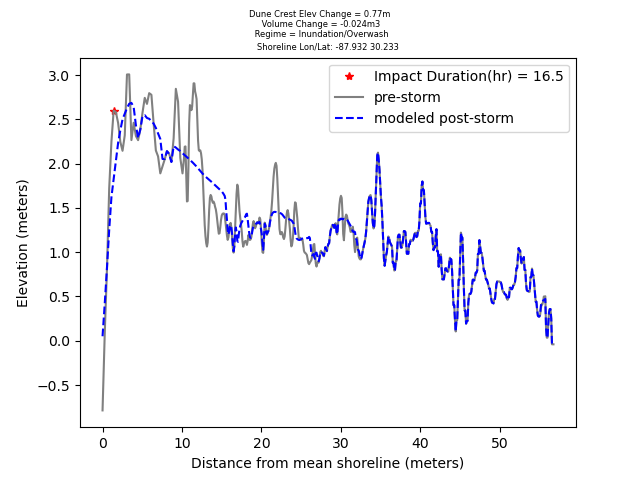 Dune Crest Elev Change = 0.77m
Volume Change = -0.024m3
Regime = Inundation/Overwash
Shoreline Lon/Lat: -87.932 30.233
Impact Duration(hr) = 16.5
pre-storm
modeled post-storm
Elevation (meters)
3.0
2.5
2.0
1.5
1.0
0.5
0.0
−0.5
0
10
20
30
40
50
Distance from mean shoreline (meters)